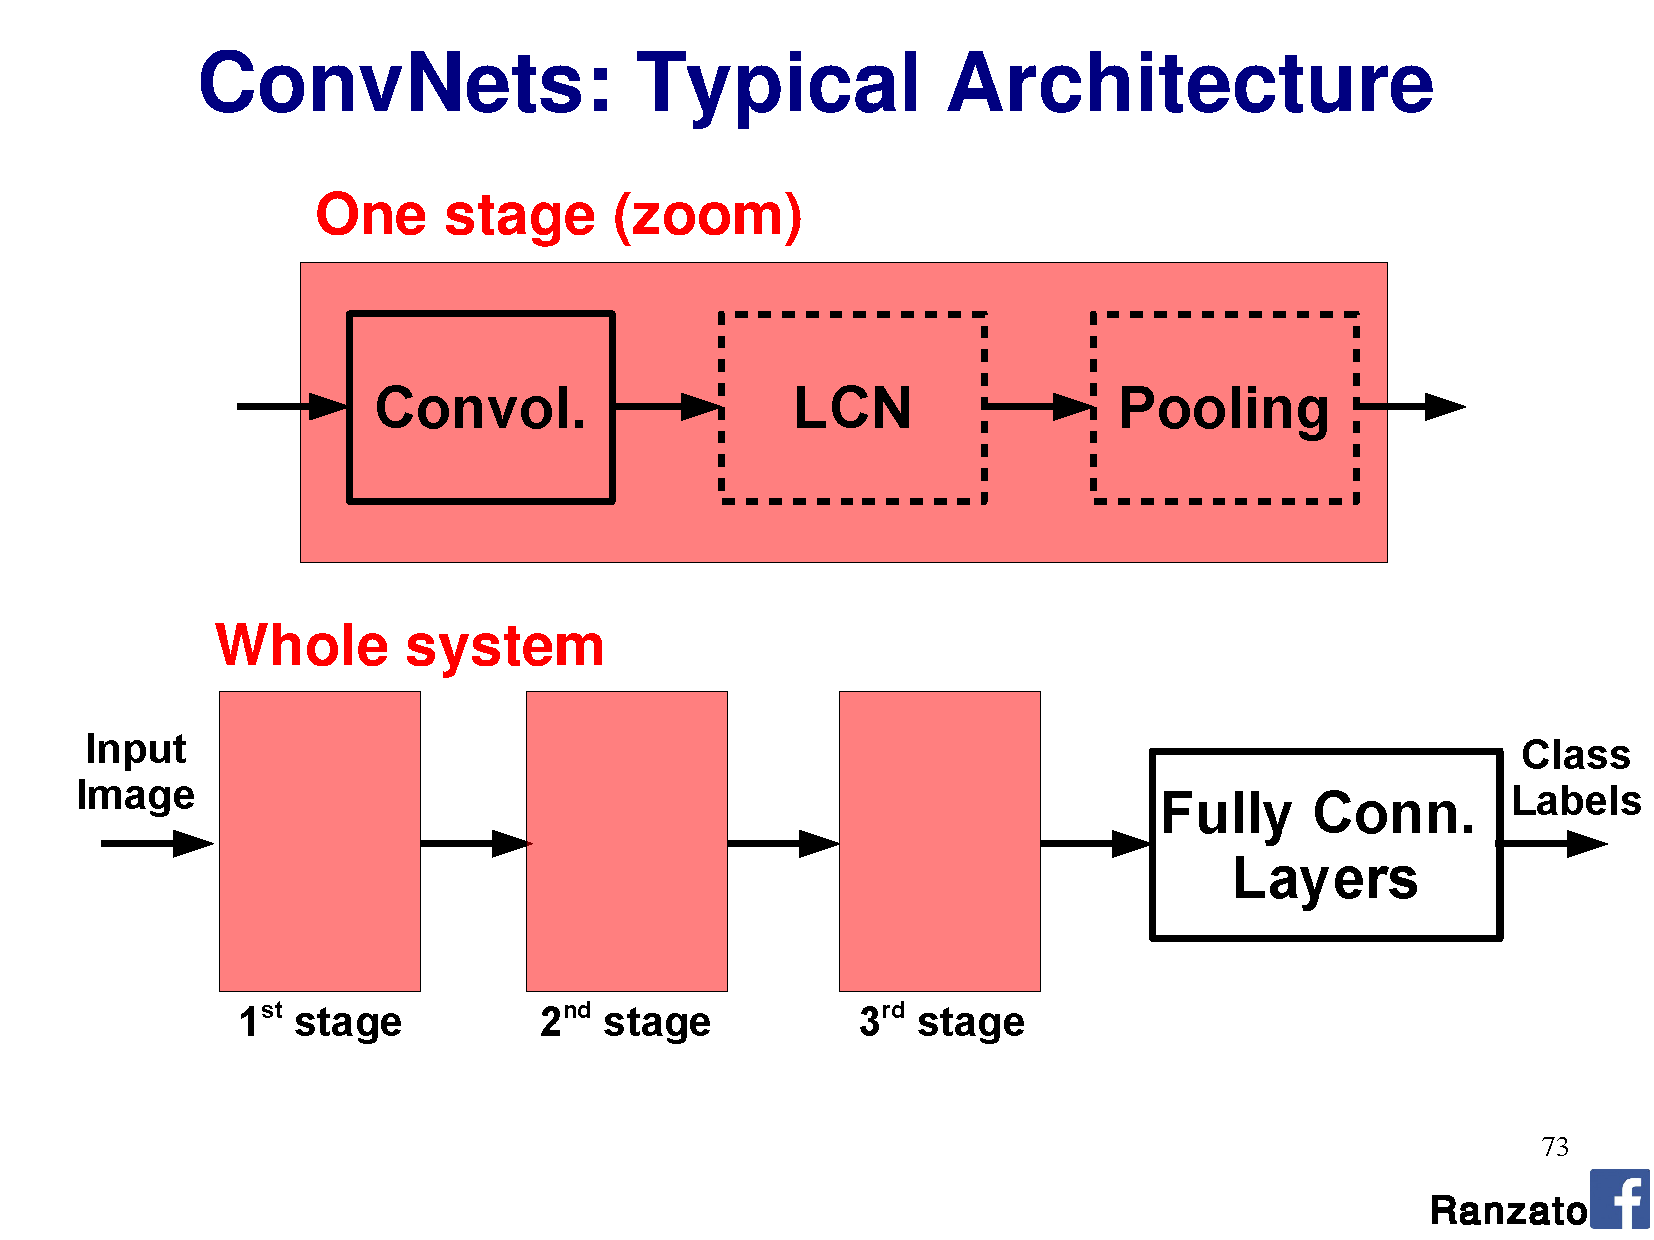 ConvNets: Typical Architecture
One stage (zoom)
Convol.
LCN
Pooling
Whole system
Input
Image
Fully Conn.
Layers
Class
Labels
1st stage
2nd stage
3rd stage
73
Ranzato
f